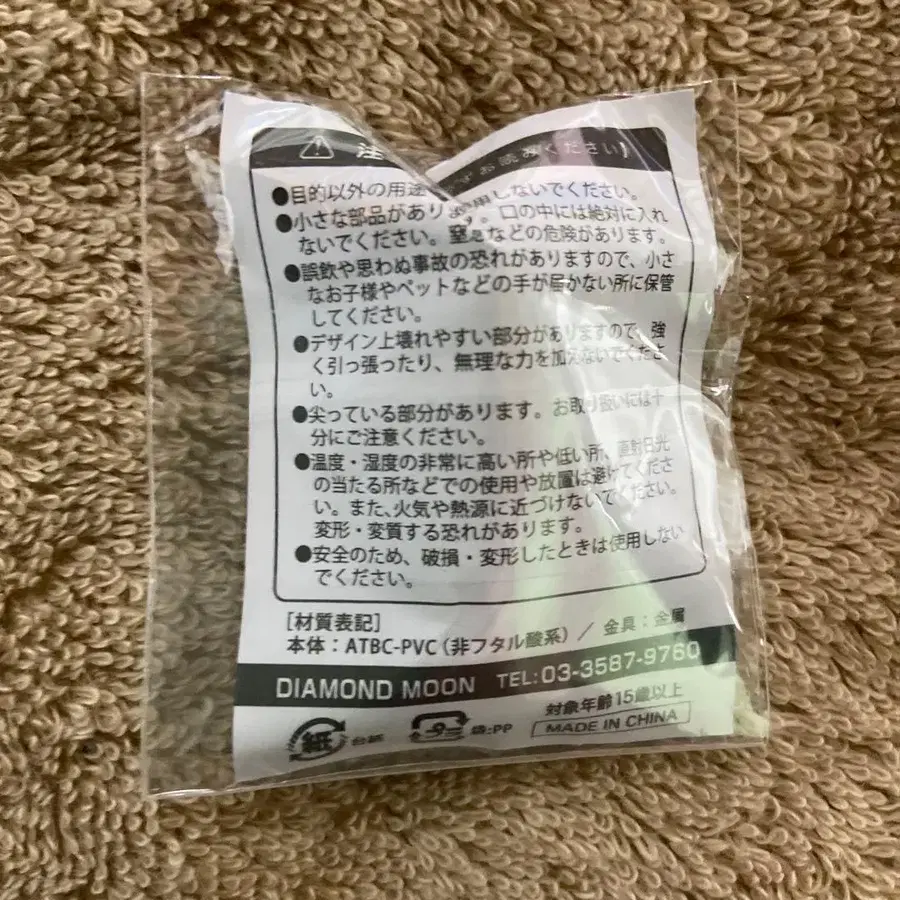 注
お読みください】
●目的以外の用途 用しないでください。
●小さな部品があり 。口の中には絶対に入れ
ないでください。窒息などの危険があります。
●誤飲や思わぬ事故の恐れがありますので、小さ
なお子様やペットなどの手が届かない所に保管
してください。
●デザイン上壊れやすい部分がありますので、強
く引っ張ったり、無理な力を加えないでくださ
い。
●尖っている部分があります。お取り扱いには十
分にご注意ください。
●温度・湿度の非常に高い所や低い所、直射日光
の当たる所などでの使用や放置は避けてくださ
い。また、火気や熱源に近づけないでください。
変形・変質する恐れがあります。
●安全のため、破損・変形したときは使用しない
でください。
［材質表記］
本体：ATBC-PVC（非フタル酸系）／ 金具：金属
DIAMOND MOON TEL:03-3587-9760
対象年齢15歳以上
紙 台紙 袋:PP MADE IN CHINA